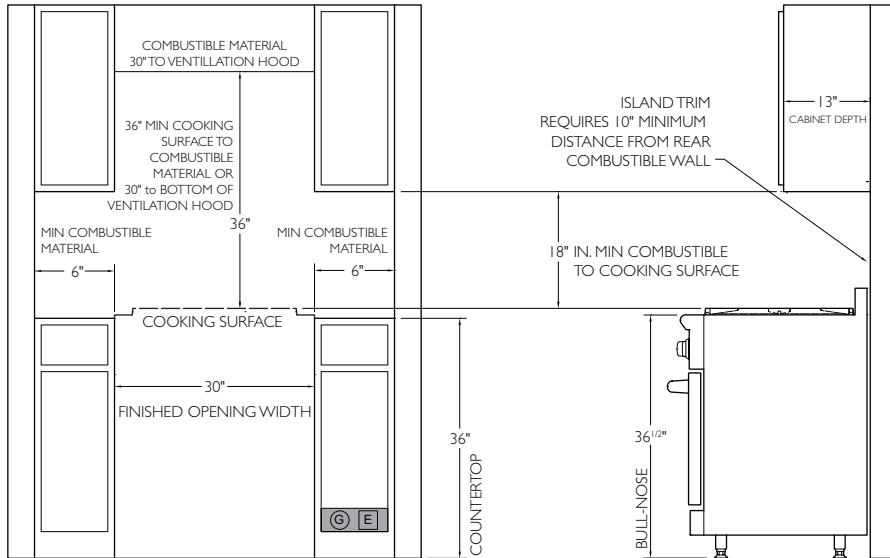 COMBUSTIBLE MATERIAL
30" TO VENTILLATION HOOD
36" MIN COOKING
SURFACE TO
COMBUSTIBLE
MATERIAL OR
30" to BOTTOM OF
VENTILATION HOOD
36"
MIN COMBUSTIBLE
MATERIAL
6"
MIN COMBUSTIBLE
MATERIAL
6"
COOKING SURFACE
30"
FINISHED OPENING WIDTH
G E
36"
COUNTERTOP
ISLAND TRIM
REQUIRES 10" MINIMUM
DISTANCE FROM REAR
COMBUSTIBLE WALL
13"
CABINET DEPTH
18" IN. MIN COMBUSTIBLE
TO COOKING SURFACE
36 1/2"
BULL-NOSE